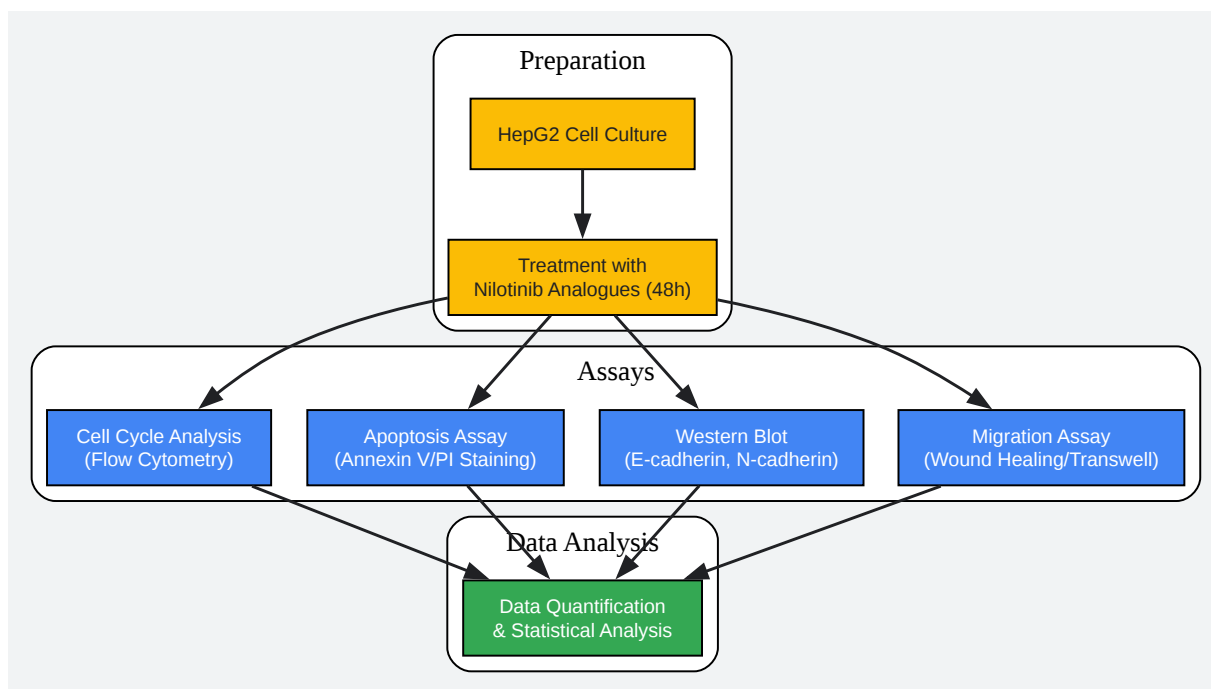 Preparation
HepG2 Cell Culture
Treatment with
Nilotinib Analogues (48h)
Assays
Cell Cycle Analysis
(Flow Cytometry)
Apoptosis Assay
(Annexin V/PI Staining)
Western Blot
(E-cadherin, N-cadherin)
Migration Assay
(Wound Healing/Transwell)
Data Analysis
Data Quantification
& Statistical Analysis